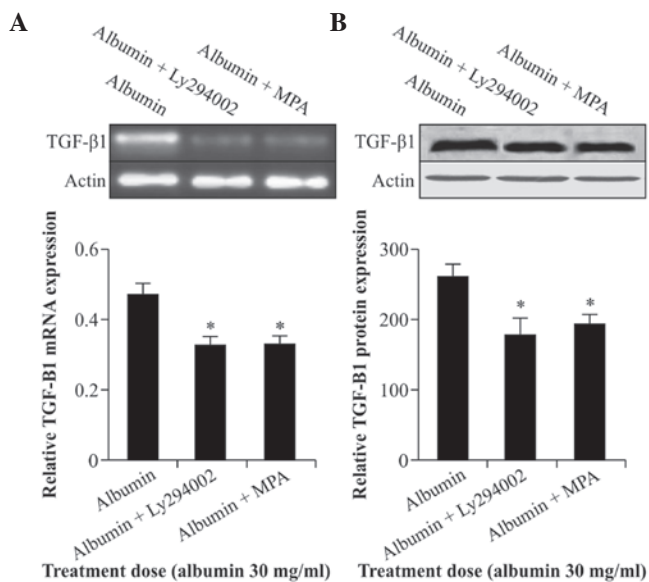 A
Albumin
Albumin + Ly294002
Albumin + MPA
TGF-β1
Actin
Relative TGF-B1 mRNA expression
0.6
0.4
0.2
0
*
*
Albumin
Albumin + Ly294002
Albumin + MPA
Treatment dose (albumin 30 mg/ml)
B
Albumin
Albumin + Ly294002
Albumin + MPA
TGF-β1
Actin
Relative TGF-B1 protein expression
300
200
100
0
*
*
Albumin
Albumin + Ly294002
Albumin + MPA
Treatment dose (albumin 30 mg/ml)